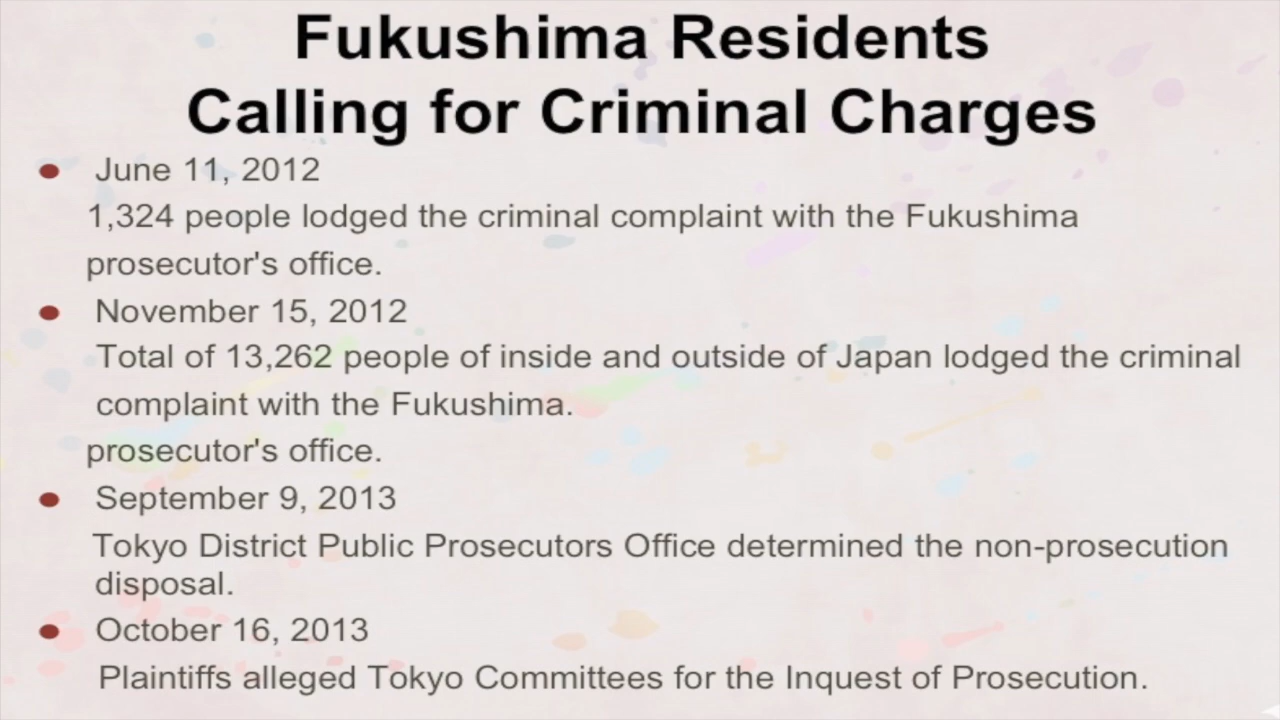 Fukushima Residents
Calling for Criminal Charges
June 11, 2012
1,324 people lodged the criminal complaint with the Fukushima
prosecutor's office.
November 15, 2012
Total of 13,262 people of inside and outside of Japan lodged the criminal
complaint with the Fukushima.
prosecutor's office.
September 9, 2013
Tokyo District Public Prosecutors Office determined the non-prosecution
disposal.
October 16, 2013
Plaintiffs alleged Tokyo Committees for the Inquest of Prosecution.